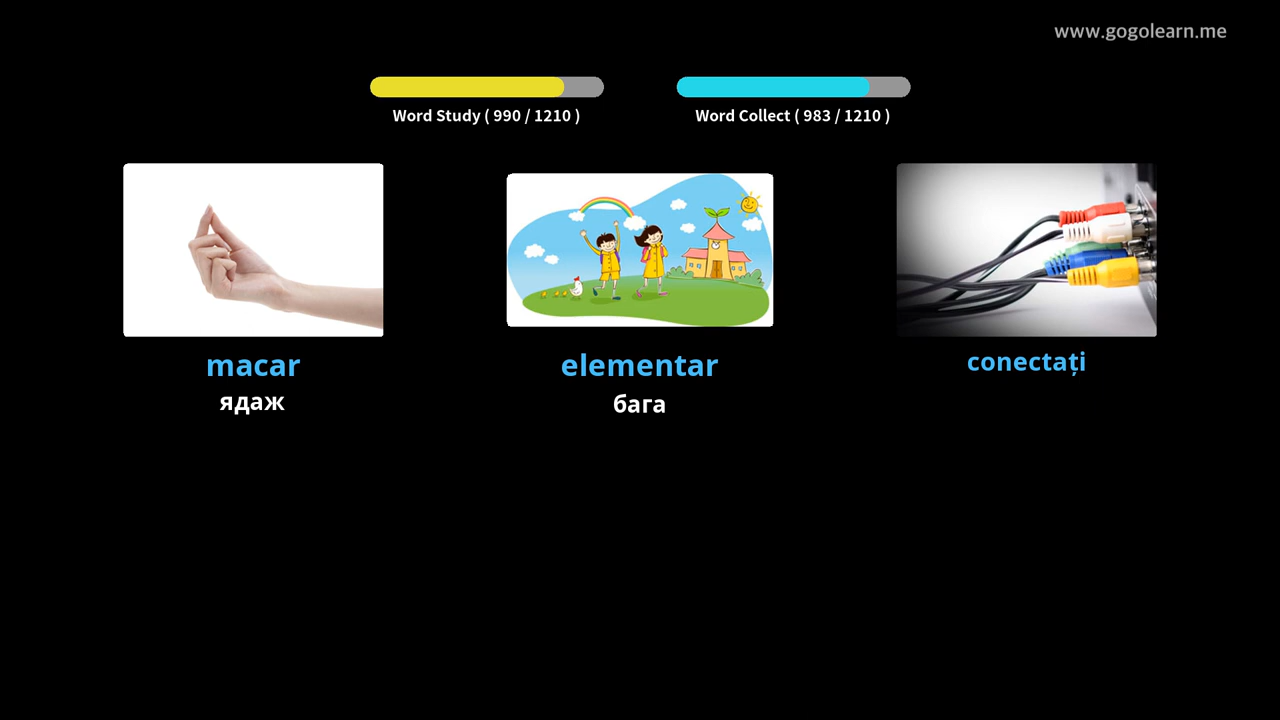 www.gogolearn.me
Word Study ( 990 / 1210 )
Word Collect ( 983 / 1210 )
macar
ядаж
elementar
бага
conectați